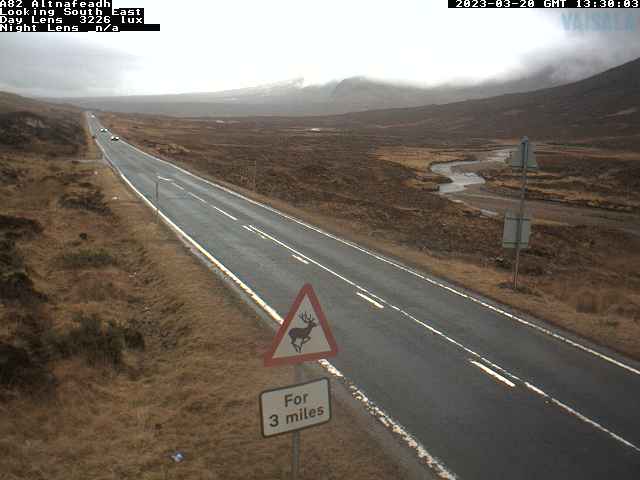 A82 Altnafeadh
Looking South East
Day Lens 3226 lux
Night Lens n/a
2023-03-20 GMT 13:30:03
VAISALA
For
3 miles